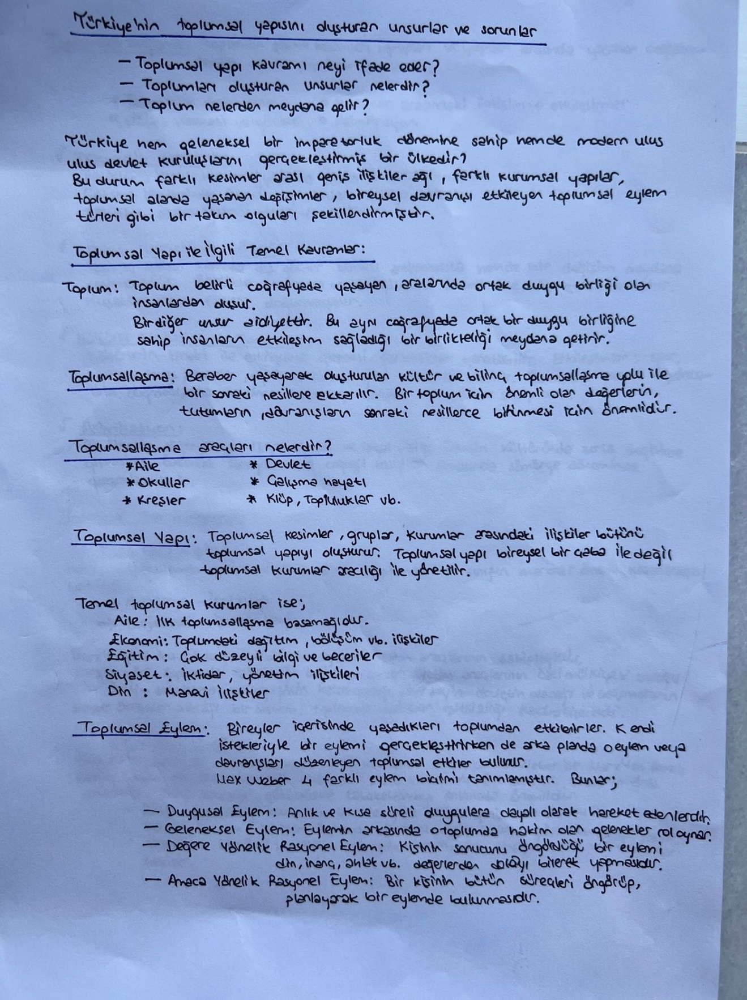 Türkiye'nin toplumsal yapısını oluşturan unsurlar ve sorunlar
– Toplumsal yapı kavramı neyi ifade eder?
– Toplumları oluşturan unsurlar nelerdir?
– Toplum nelerden meydana gelir?
Türkiye hem geleneksel bir imparatorluk dönemine sahip hemde modern ulus
ulus devlet kuruluşlarını gerçekleştirmiş bir ülkedir?
Bu durum farklı kesimler arası geniş ilişkiler ağı, farklı kurumsal yapılar,
toplumsal alanda yaşanan değişimler, bireysel davranışı etkileyen toplumsal eylem
türleri gibi bir takım olguları şekillendirmiştir.
Toplumsal Yapı ile İlgili Temel Kavramlar:
Toplum: Toplum belirli coğrafyada yaşayan, aralarında ortak duygu birliği olan
insanlardan oluşur.
Birdiğer unsur aidiyettir. Bu aynı coğrafyada ortak bir duygu birliğine
sahip insanların etkileşim sağladığı bir birlikteliği meydana getirir.
Toplumsallaşma: Beraber yaşayarak oluşturulan kültür ve bilinç toplumsallaşma yolu ile
bir sonraki nesillere aktarılır. Bir toplum için önemli olan değerlerin,
tutumların, davranışların sonraki nesillerce bilinmesi için önemlidir.
Toplumsallaşma araçları nelerdir?
* Aile * Devlet
* Okullar * Çalışma hayatı
* Kreşler * Klüp, Topluluklar vb.
Toplumsal Yapı: Toplumsal kesimler, gruplar, kurumlar arasındaki ilişkiler bütünü
toplumsal yapıyı oluşturur. Toplumsal yapı bireysel bir çaba ile değil
toplumsal kurumlar aracılığı ile yönetilir.
Temel toplumsal kurumlar ise;
Aile: İlk toplumsallaşma basamağıdır.
Ekonomi: Toplumdaki dağıtım, bölüşüm vb. ilişkiler
Eğitim: Çok düzeyli bilgi ve beceriler
Siyaset: iktidar, yönetim ilişkileri
Din: Manevi ilişkiler
Toplumsal Eylem: Bireyler içerisinde yaşadıkları toplumdan etkilenirler. Kendi
istekleriyle bir eylemi gerçekleştirirken de arka planda o eylem veya
davranışları düzenleyen toplumsal etkiler bulunur.
Max Weber 4 farklı eylem biçimi tanımlamıştır. Bunlar;
– Duygusal Eylem: Anlık ve kısa süreli duygulara dayalı olarak hareket edenlerdir.
– Geleneksel Eylem: Eylemin arkasında o toplumda hakim olan gelenekler rol oynar.
– Değere Yönelik Rasyonel Eylem: Kişinin sonucunu öngördüğü bir eylemi
din, inanç, ahlak vb. değerlerden dolayı bilerek yapmasıdır.
– Amaca Yönelik Rasyonel Eylem: Bir kişinin bütün süreçleri öngörüp,
planlayarak bir eylemde bulunmasıdır.